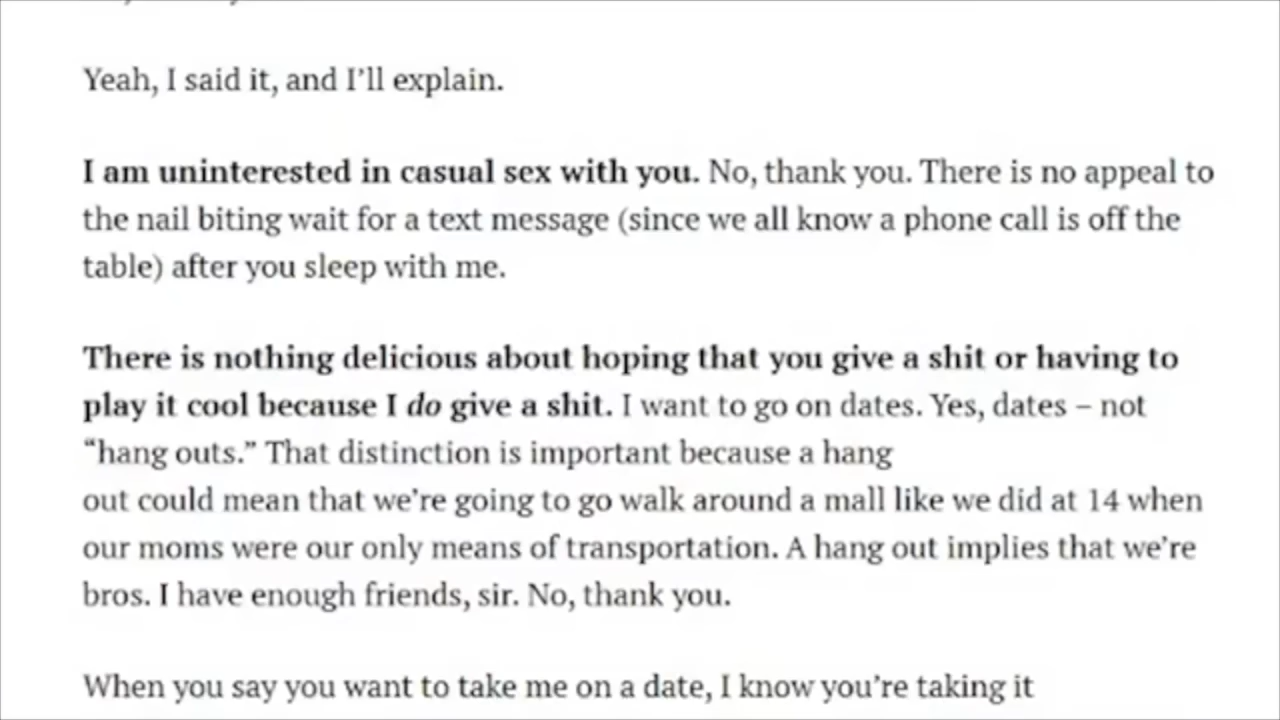 Yeah, I said it, and I’ll explain.
I am uninterested in casual sex with you. No, thank you. There is no appeal to
the nail biting wait for a text message (since we all know a phone call is off the
table) after you sleep with me.
There is nothing delicious about hoping that you give a shit or having to
play it cool because I do give a shit. I want to go on dates. Yes, dates – not
“hang outs.” That distinction is important because a hang
out could mean that we’re going to go walk around a mall like we did at 14 when
our moms were our only means of transportation. A hang out implies that we’re
bros. I have enough friends, sir. No, thank you.
When you say you want to take me on a date, I know you’re taking it